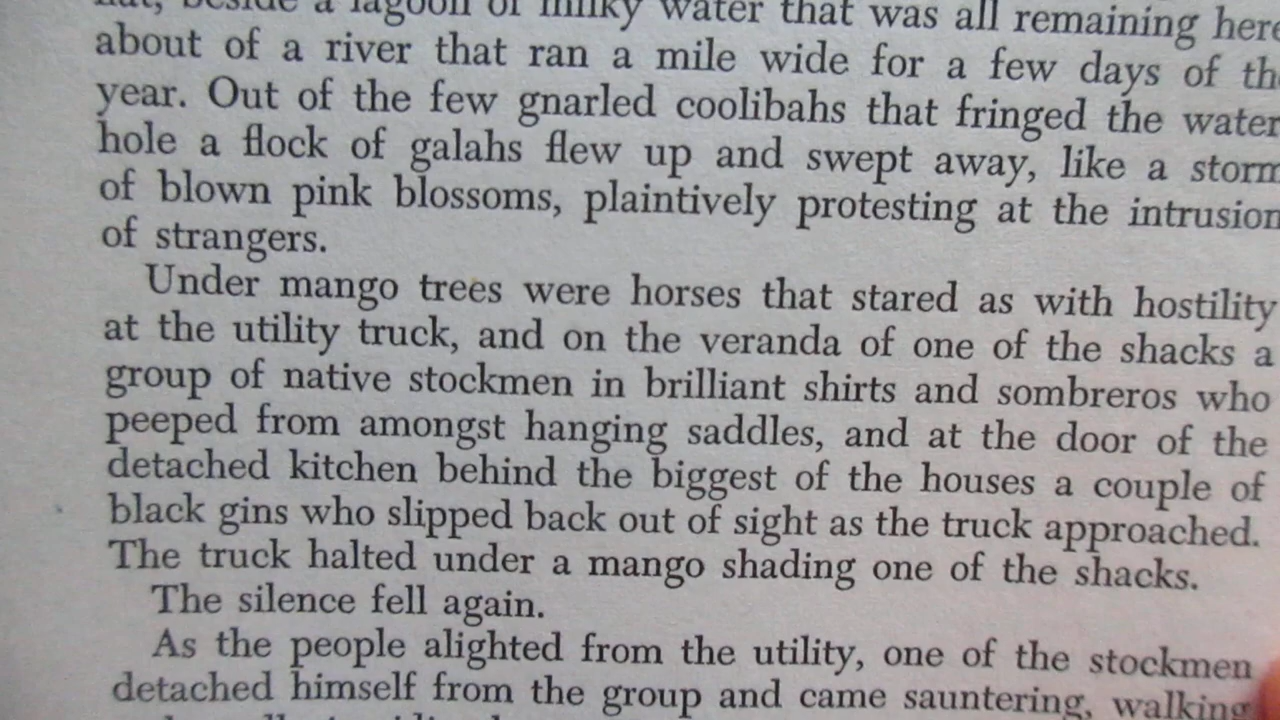 beside a lagoon of milky water that was all remaining here
about of a river that ran a mile wide for a few days of th
year. Out of the few gnarled coolibahs that fringed the water
hole a flock of galahs flew up and swept away, like a storm
of blown pink blossoms, plaintively protesting at the intrusion
of strangers.
Under mango trees were horses that stared as with hostility
at the utility truck, and on the veranda of one of the shacks a
group of native stockmen in brilliant shirts and sombreros who
peeped from amongst hanging saddles, and at the door of the
detached kitchen behind the biggest of the houses a couple of
black gins who slipped back out of sight as the truck approached.
The truck halted under a mango shading one of the shacks.
The silence fell again.
As the people alighted from the utility, one of the stockmen
detached himself from the group and came sauntering, walking